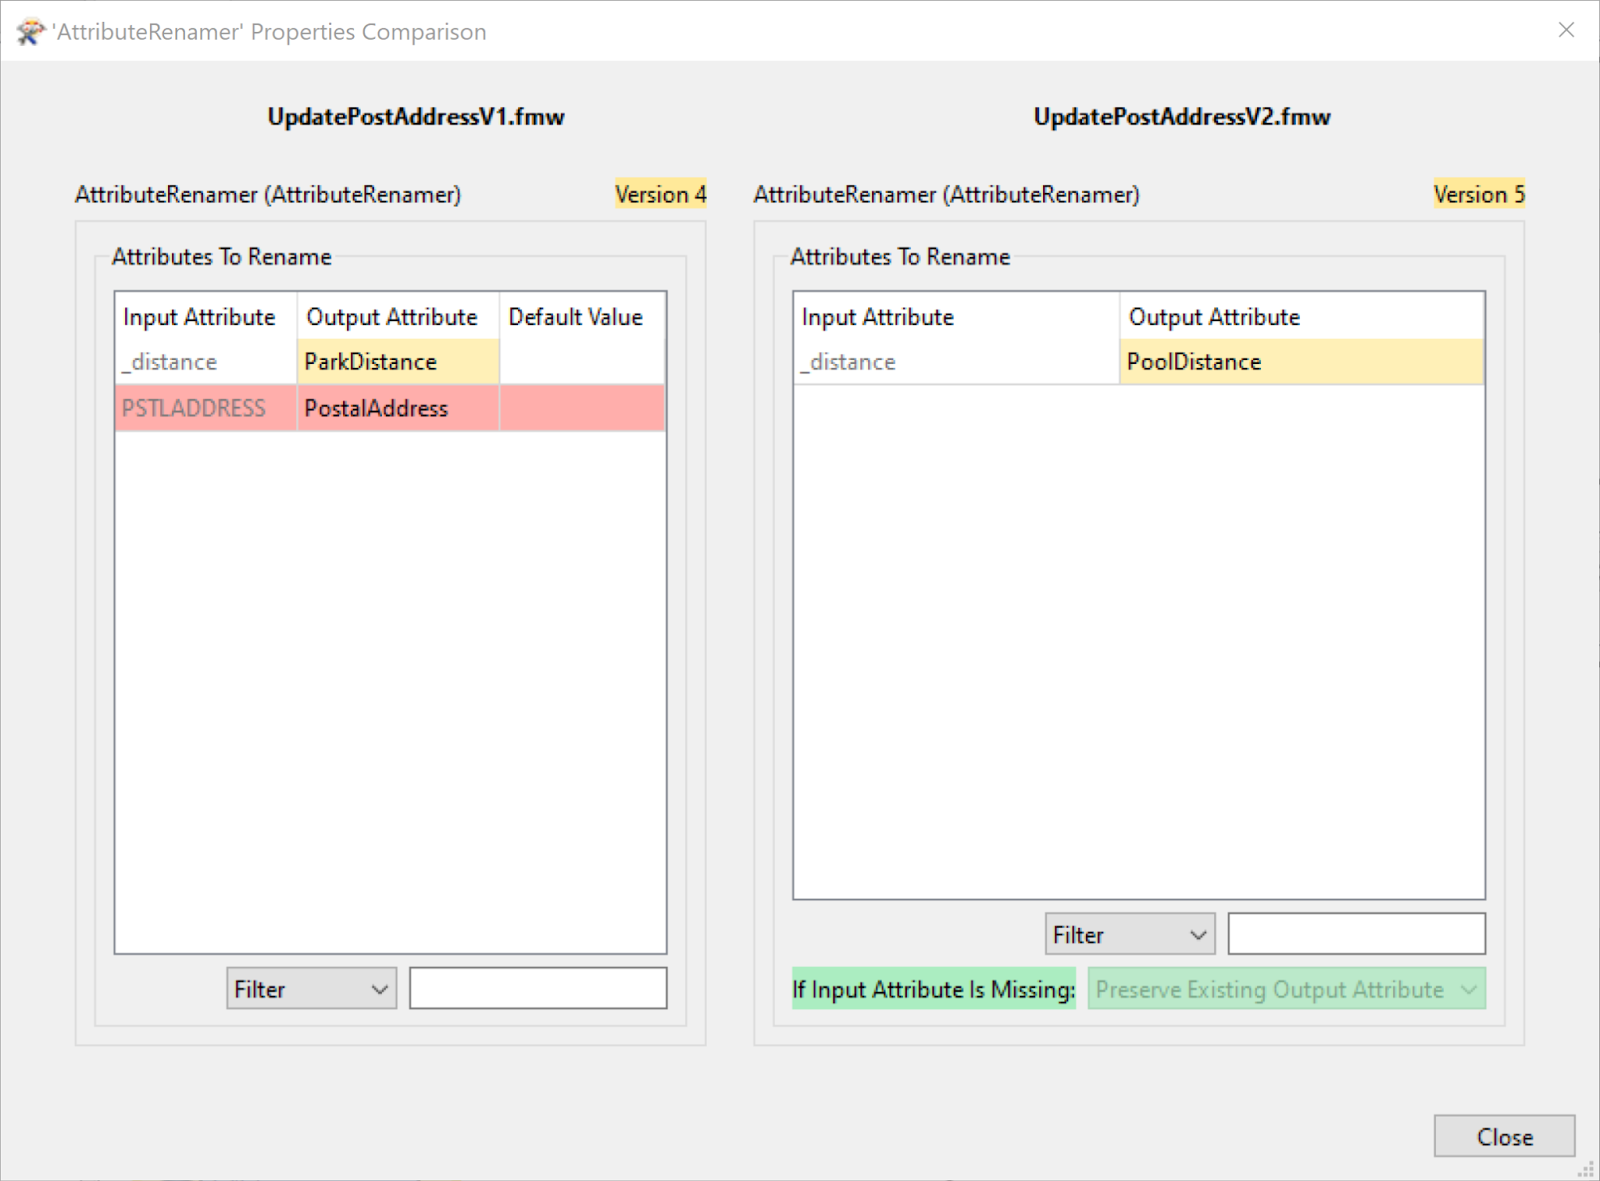 'AttributeRenamer' Properties Comparison
UpdatePostAddressV1.fmw
UpdatePostAddressV2.fmw
AttributeRenamer (AttributeRenamer)
Version 4
Attributes To Rename
Input Attribute Output Attribute Default Value
_distance ParkDistance
PSTLADDRESS PostalAddress
Filter
AttributeRenamer (AttributeRenamer)
Version 5
Attributes To Rename
Input Attribute Output Attribute
_distance PoolDistance
Filter
If Input Attribute Is Missing: Preserve Existing Output Attribute
Close